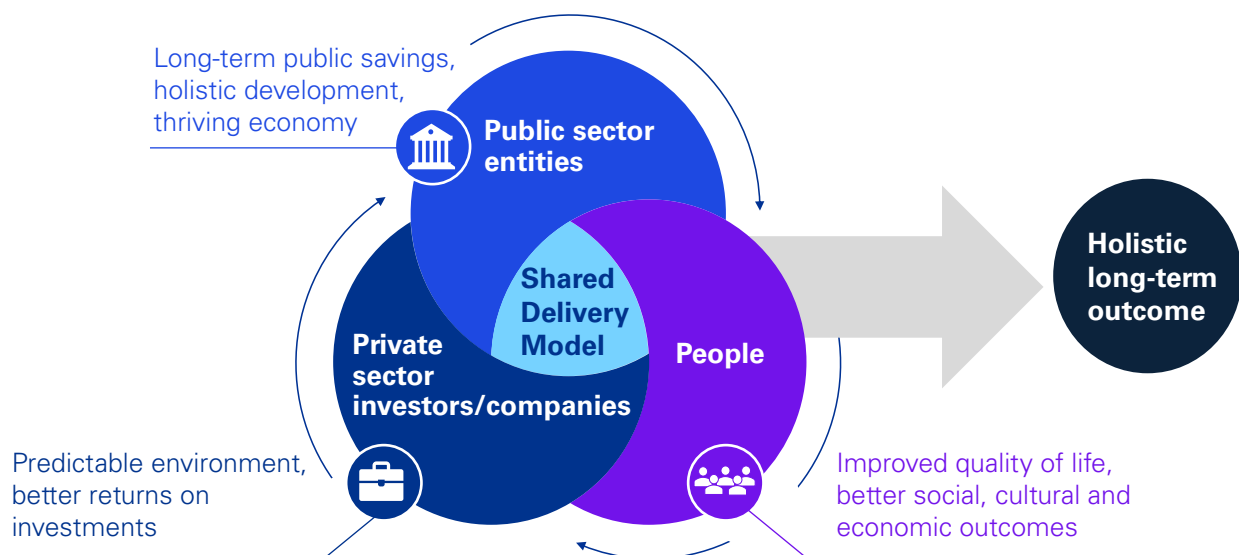 Long-term public savings,
holistic development,
thriving economy
Public sector
entities
Shared
Delivery
Model
Private
sector
investors/companies
People
Holistic
long-term
outcome
Predictable environment,
better returns on
investments
Improved quality of life,
better social, cultural and
economic outcomes